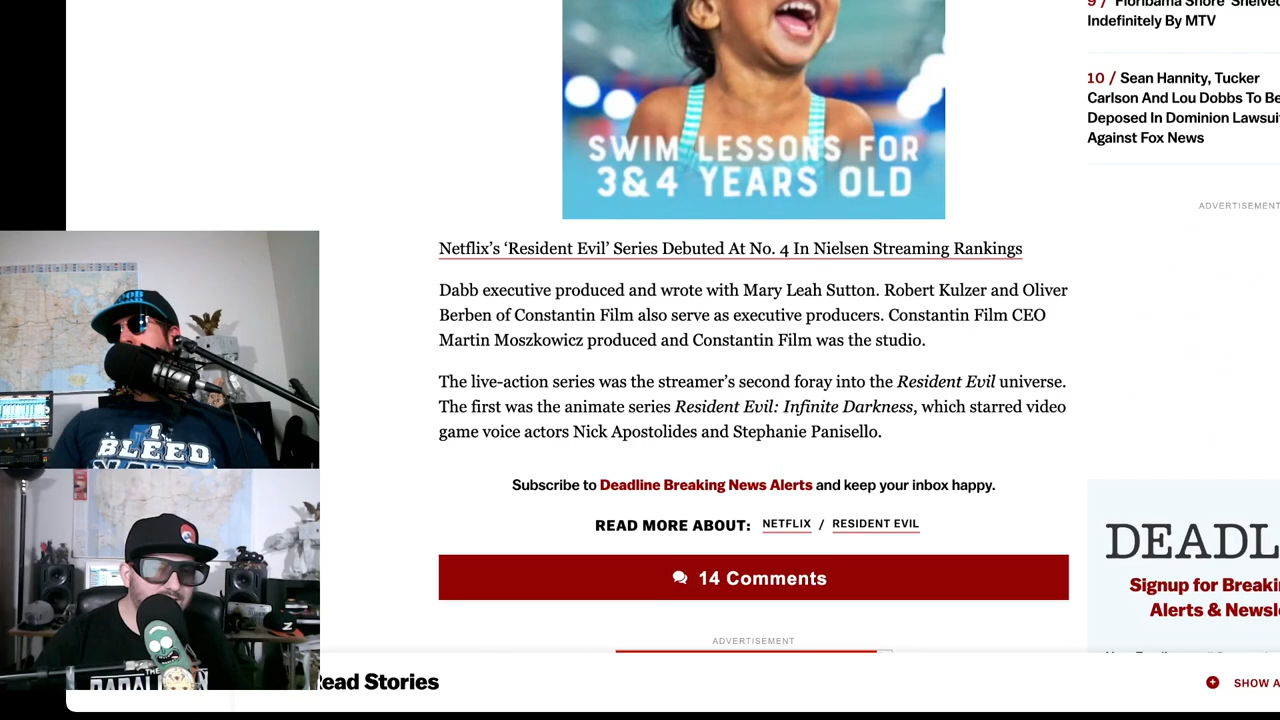 9 / 'Floribama Shore' Shelved
Indefinitely By MTV
10 / Sean Hannity, Tucker
Carlson And Lou Dobbs To Be
Deposed In Dominion Lawsuit
Against Fox News
ADVERTISEMENT
SWIM LESSONS FOR
3&4 YEARS OLD
Netflix's ‘Resident Evil’ Series Debuted At No. 4 In Nielsen Streaming Rankings
Dabb executive produced and wrote with Mary Leah Sutton. Robert Kulzer and Oliver
Berben of Constantin Film also serve as executive producers. Constantin Film CEO
Martin Moszkowicz produced and Constantin Film was the studio.
The live-action series was the streamer’s second foray into the Resident Evil universe.
The first was the animate series Resident Evil: Infinite Darkness, which starred video
game voice actors Nick Apostolides and Stephanie Panisello.
Subscribe to Deadline Breaking News Alerts and keep your inbox happy.
READ MORE ABOUT: NETFLIX / RESIDENT EVIL
14 Comments
ADVERTISEMENT
DEADL
Signup for Breaki
Alerts & Newsl
I
BLEED
THE
ead Stories
SHOW A